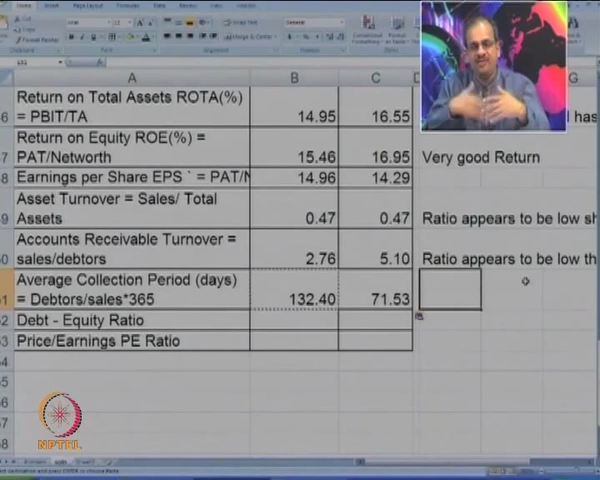 A B C G
Return on Total Assets ROTA(%) = PBIT/TA 14.95 16.55 has
Return on Equity ROE(%) = PAT/Networth 15.46 16.95 Very good Return
Earnings per Share EPS ` = PAT/N 14.96 14.29
Asset Turnover = Sales/ Total Assets 0.47 0.47 Ratio appears to be low sh
Accounts Receivable Turnover = sales/debtors 2.76 5.10 Ratio appears to be low th
Average Collection Period (days) = Debtors/sales*365 132.40 71.53
Debt - Equity Ratio
Price/Earnings PE Ratio
NPTEL